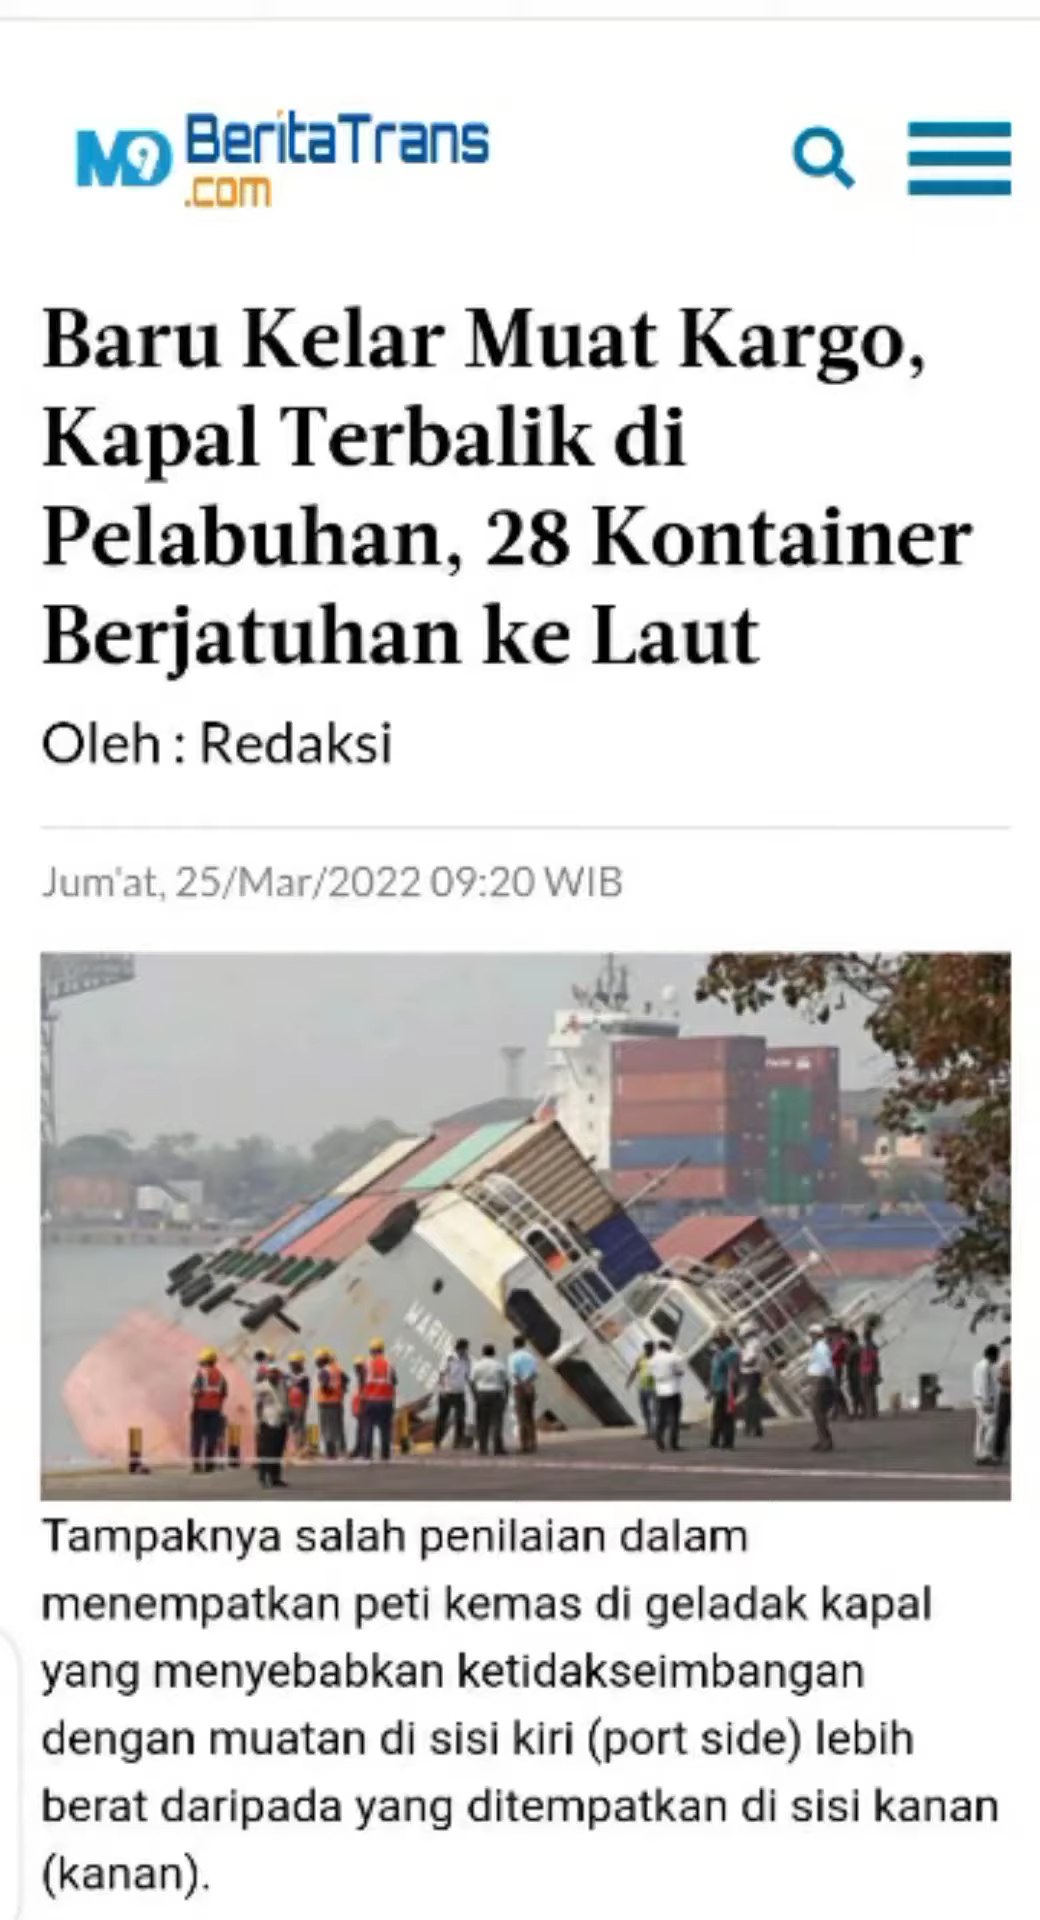 M9 BeritaTrans
.com
Baru Kelar Muat Kargo,
Kapal Terbalik di
Pelabuhan, 28 Kontainer
Berjatuhan ke Laut
Oleh : Redaksi
Jum'at, 25/Mar/2022 09:20 WIB
Tampaknya salah penilaian dalam
menempatkan peti kemas di geladak kapal
yang menyebabkan ketidakseimbangan
dengan muatan di sisi kiri (port side) lebih
berat daripada yang ditempatkan di sisi kanan
(kanan).